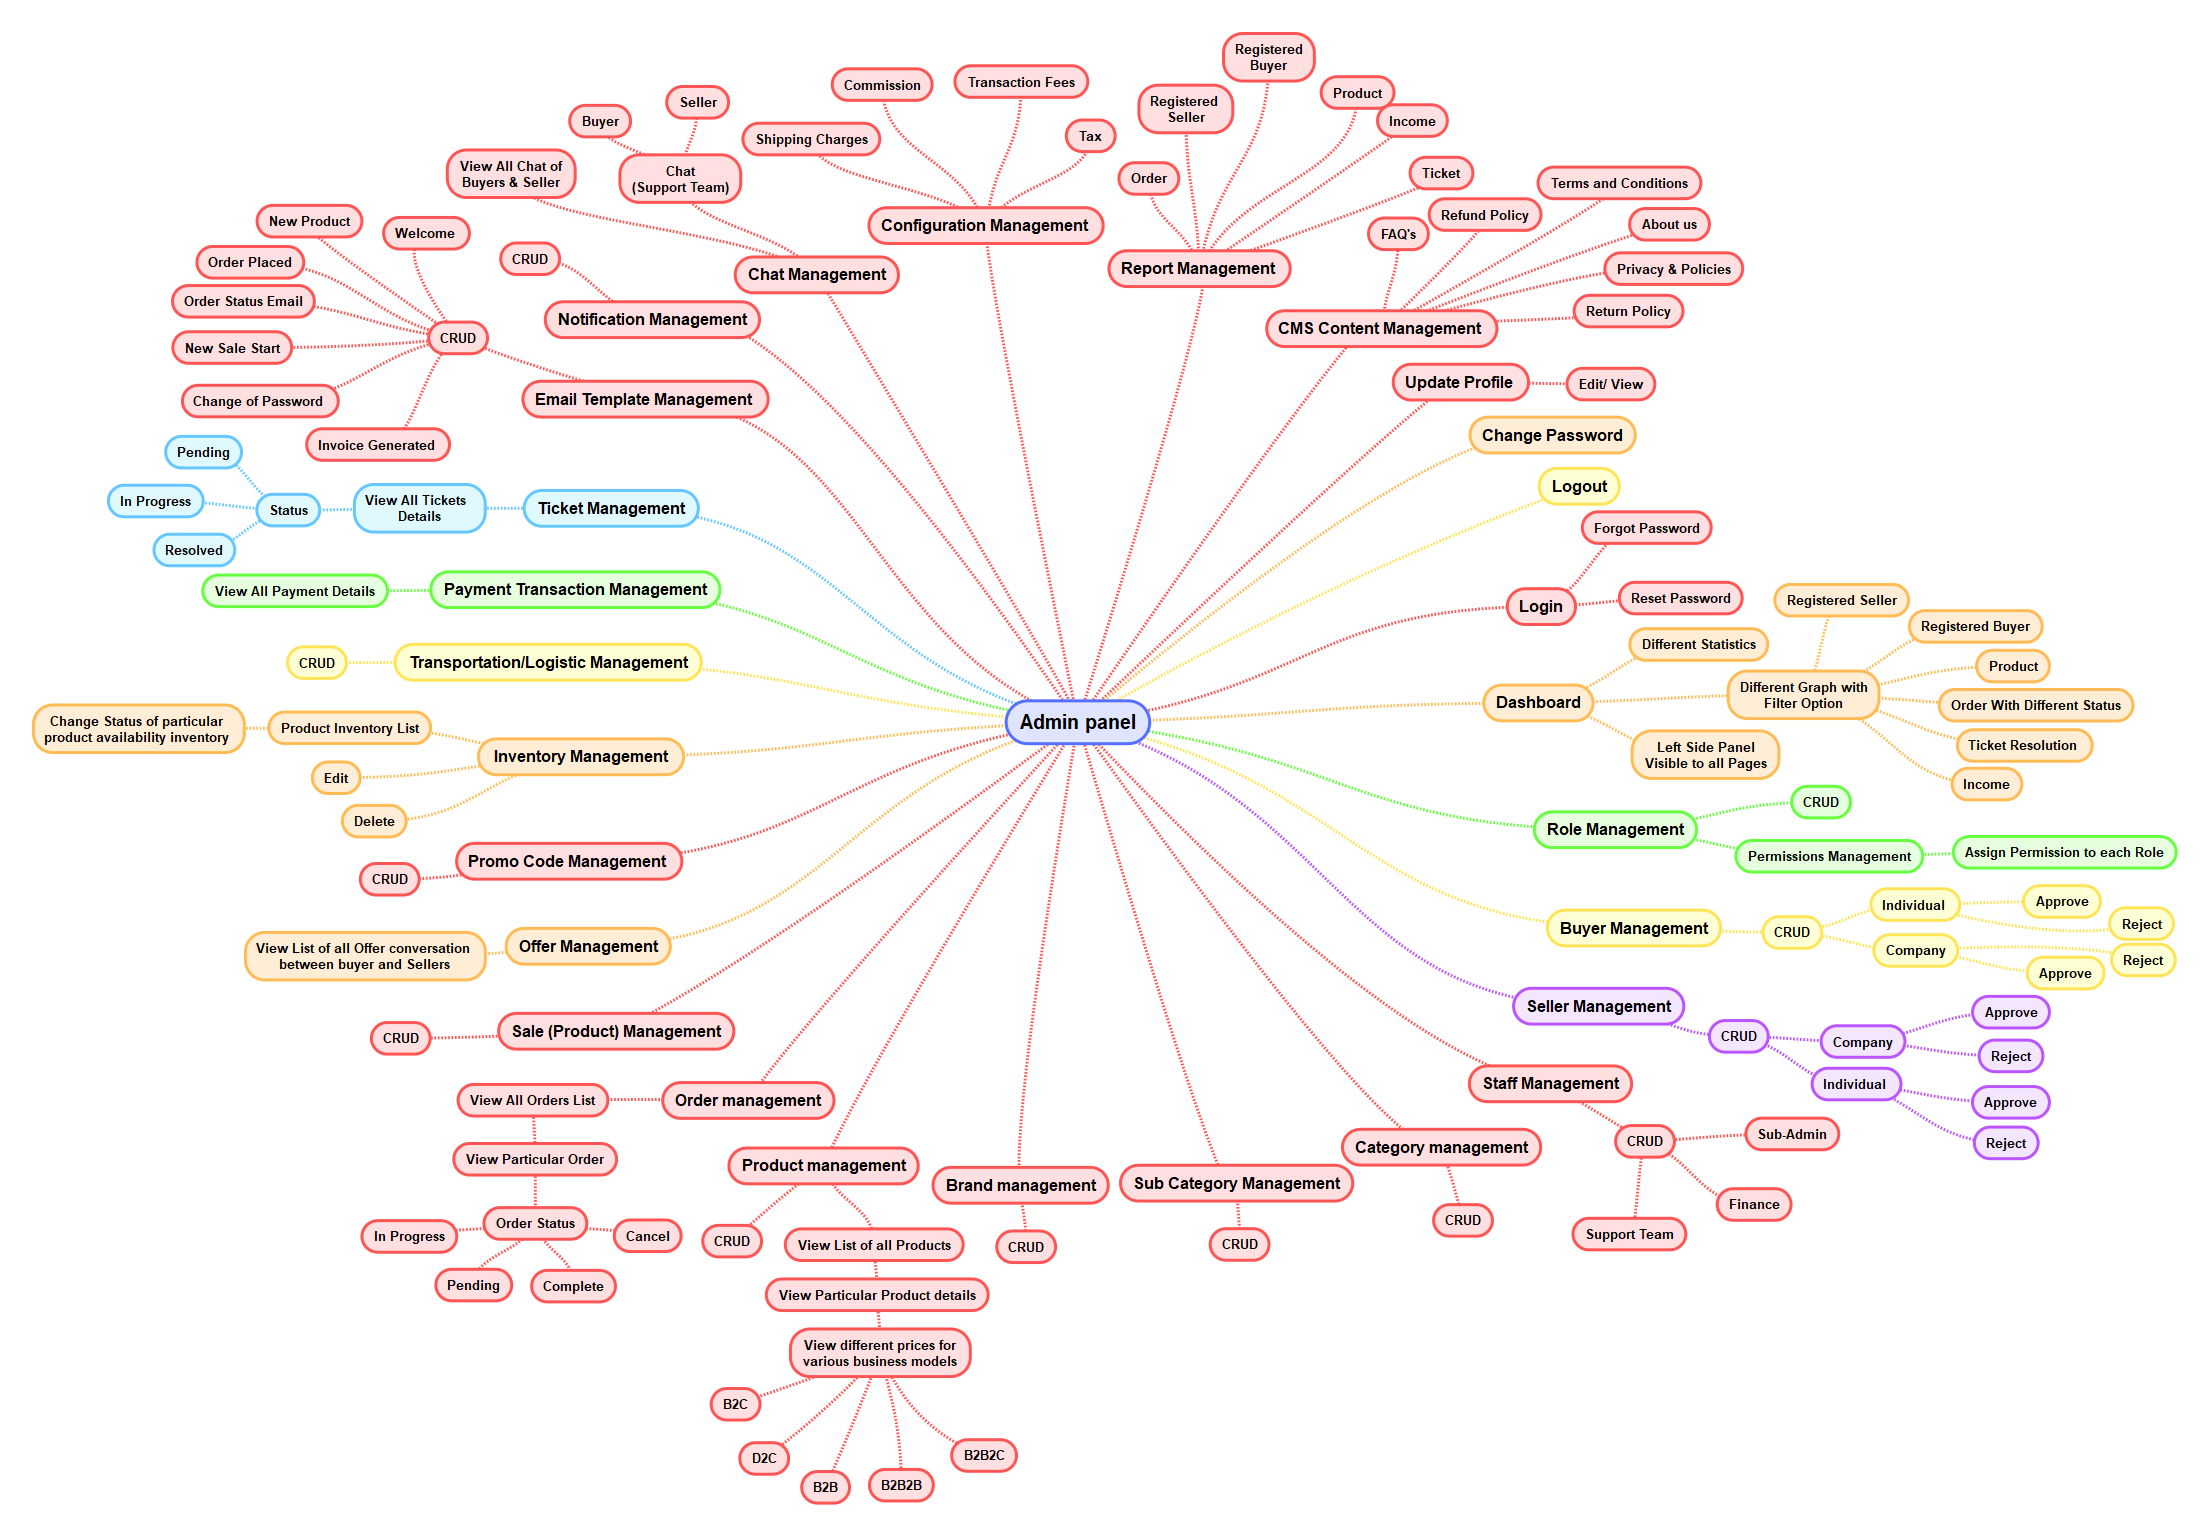 Admin panel
Configuration Management
Shipping Charges
Commission
Transaction Fees
Tax
Report Management
Order
Registered
Seller
Registered
Buyer
Product
Income
Ticket
CMS Content Management
FAQ's
Refund Policy
Terms and Conditions
About us
Privacy & Policies
Return Policy
Update Profile
Edit/ View
Change Password
Logout
Login
Forgot Password
Reset Password
Dashboard
Different Statistics
Different Graph with
Filter Option
Registered Seller
Registered Buyer
Product
Order With Different Status
Ticket Resolution
Income
Left Side Panel
Visible to all Pages
Role Management
CRUD
Permissions Management
Assign Permission to each Role
Buyer Management
CRUD
Individual
Approve
Reject
Company
Reject
Approve
Seller Management
CRUD
Company
Approve
Reject
Individual
Approve
Reject
Staff Management
CRUD
Sub-Admin
Finance
Support Team
Category management
CRUD
Sub Category Management
CRUD
Brand management
CRUD
Product management
CRUD
View List of all Products
View Particular Product details
View different prices for
various business models
B2C
D2C
B2B
B2B2B
B2B2C
Order management
View All Orders List
View Particular Order
Order Status
In Progress
Pending
Complete
Cancel
Sale (Product) Management
CRUD
Offer Management
View List of all Offer conversation
between buyer and Sellers
Promo Code Management
CRUD
Inventory Management
Product Inventory List
Change Status of particular
product availability inventory
Edit
Delete
Transportation/Logistic Management
CRUD
Payment Transaction Management
View All Payment Details
Ticket Management
View All Tickets
Details
Status
Pending
In Progress
Resolved
Email Template Management
CRUD
Welcome
New Product
Order Placed
Order Status Email
New Sale Start
Change of Password
Invoice Generated
Notification Management
CRUD
Chat Management
View All Chat of
Buyers & Seller
Chat
(Support Team)
Buyer
Seller